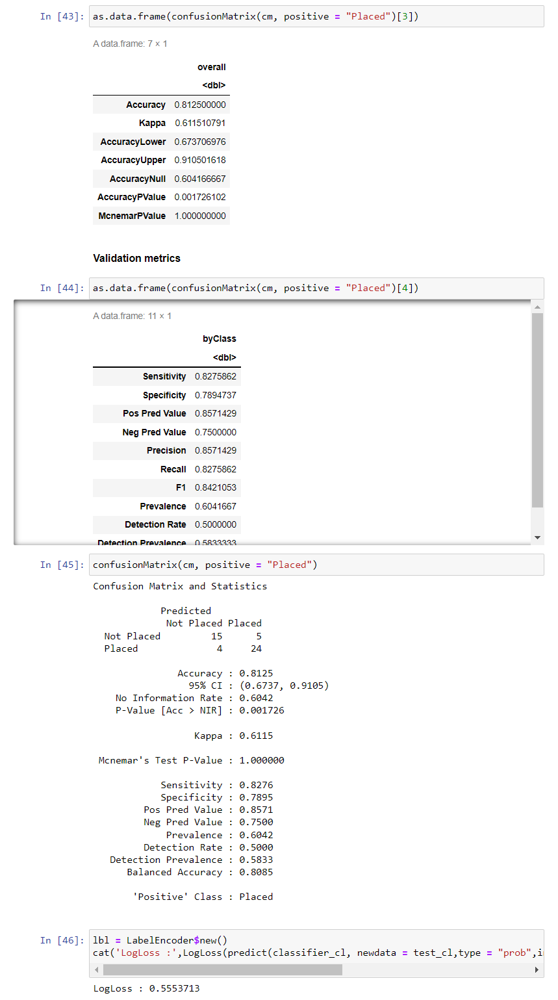 In [43]: as.data.frame(confusionMatrix(cm, positive = "Placed")[3])
A data.frame: 7 × 1
overall
<dbl>
Accuracy 0.812500000
Kappa 0.611510791
AccuracyLower 0.673706976
AccuracyUpper 0.910501618
AccuracyNull 0.604166667
AccuracyPValue 0.001726102
McnemarPValue 1.000000000
Validation metrics
In [44]: as.data.frame(confusionMatrix(cm, positive = "Placed")[4])
A data.frame: 11 × 1
byClass
<dbl>
Sensitivity 0.8275862
Specificity 0.7894737
Pos Pred Value 0.8571429
Neg Pred Value 0.7500000
Precision 0.8571429
Recall 0.8275862
F1 0.8421053
Prevalence 0.6041667
Detection Rate 0.5000000
Detection Prevalence 0.5833333
In [45]: confusionMatrix(cm, positive = "Placed")
Confusion Matrix and Statistics
Predicted
Not Placed Placed
Not Placed 15 5
Placed 4 24
Accuracy : 0.8125
95% CI : (0.6737, 0.9105)
No Information Rate : 0.6042
P-Value [Acc > NIR] : 0.001726
Kappa : 0.6115
Mcnemar's Test P-Value : 1.000000
Sensitivity : 0.8276
Specificity : 0.7895
Pos Pred Value : 0.8571
Neg Pred Value : 0.7500
Prevalence : 0.6042
Detection Rate : 0.5000
Detection Prevalence : 0.5833
Balanced Accuracy : 0.8085
'Positive' Class : Placed
In [46]: lbl = LabelEncoder$new()
cat('LogLoss :',LogLoss(predict(classifier_cl, newdata = test_cl,type = "prob",
LogLoss : 0.5553713